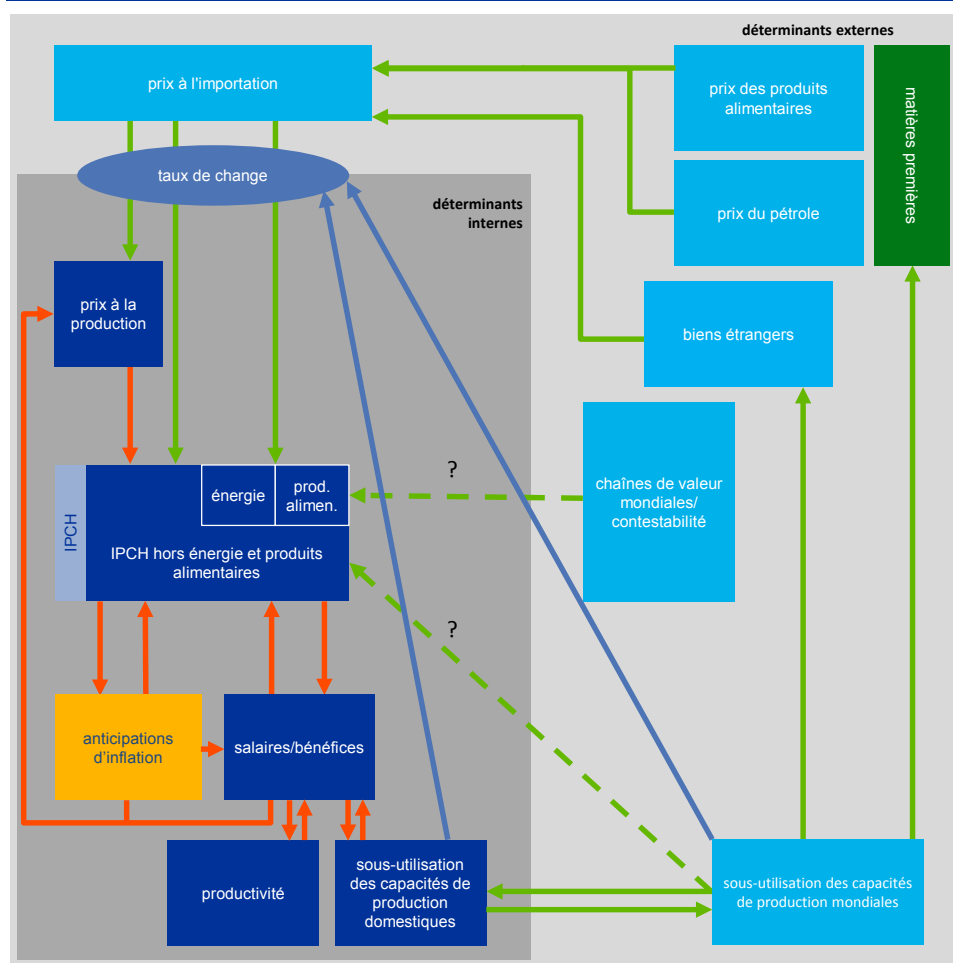 déterminants externes
prix à l'importation
prix des produits
alimentaires
matières premières
taux de change
déterminants
internes
prix du pétrole
prix à la
production
biens étrangers
?
chaînes de valeur
mondiales/
contestabilité
énergie
prod.
alimen.
IPCH
IPCH hors énergie et produits
alimentaires
?
anticipations
d'inflation
salaires/bénéfices
productivité
sous-utilisation
des capacités de
production
domestiques
sous-utilisation des capacités
de production mondiales